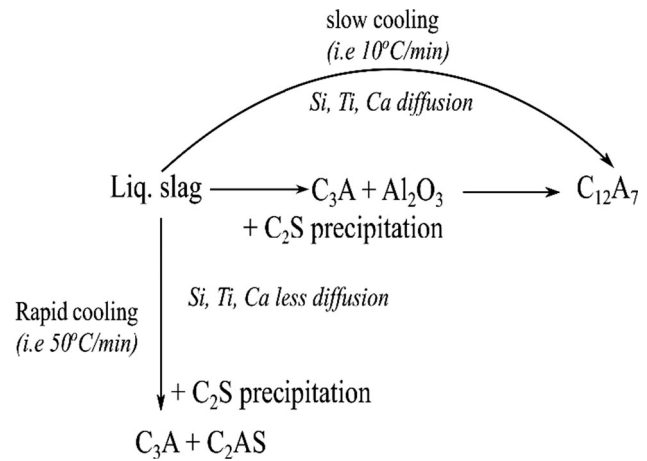 slow cooling
(i.e 10°C/min)
Si, Ti, Ca diffusion
Liq. slag
C₃A + Al₂O₃
C₁₂A₇
+ C₂S precipitation
Rapid cooling
(i.e 50°C/min)
Si, Ti, Ca less diffusion
+ C₂S precipitation
C₃A + C₂AS